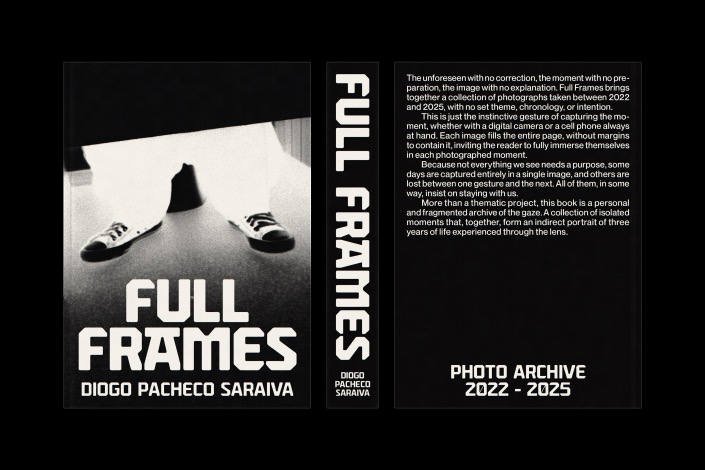 FULL
FRAMES
DIOGO PACHECO SARAIVA
FULL FRAMES
DIOGO
PACHECO
SARAIVA
The unforeseen with no correction, the moment with no pre-
paration, the image with no explanation. Full Frames brings
together a collection of photographs taken between 2022
and 2025, with no set theme, chronology, or intention.
This is just the instinctive gesture of capturing the mo-
ment, whether with a digital camera or a cell phone always
at hand. Each image fills the entire page, without margins
to contain it, inviting the reader to fully immerse themselves
in each photographed moment.
Because not everything we see needs a purpose, some
days are captured entirely in a single image, and others are
lost between one gesture and the next. All of them, in some
way, insist on staying with us.
More than a thematic project, this book is a personal
and fragmented archive of the gaze. A collection of isolated
moments that, together, form an indirect portrait of three
years of life experienced through the lens.
PHOTO ARCHIVE
2022 - 2025